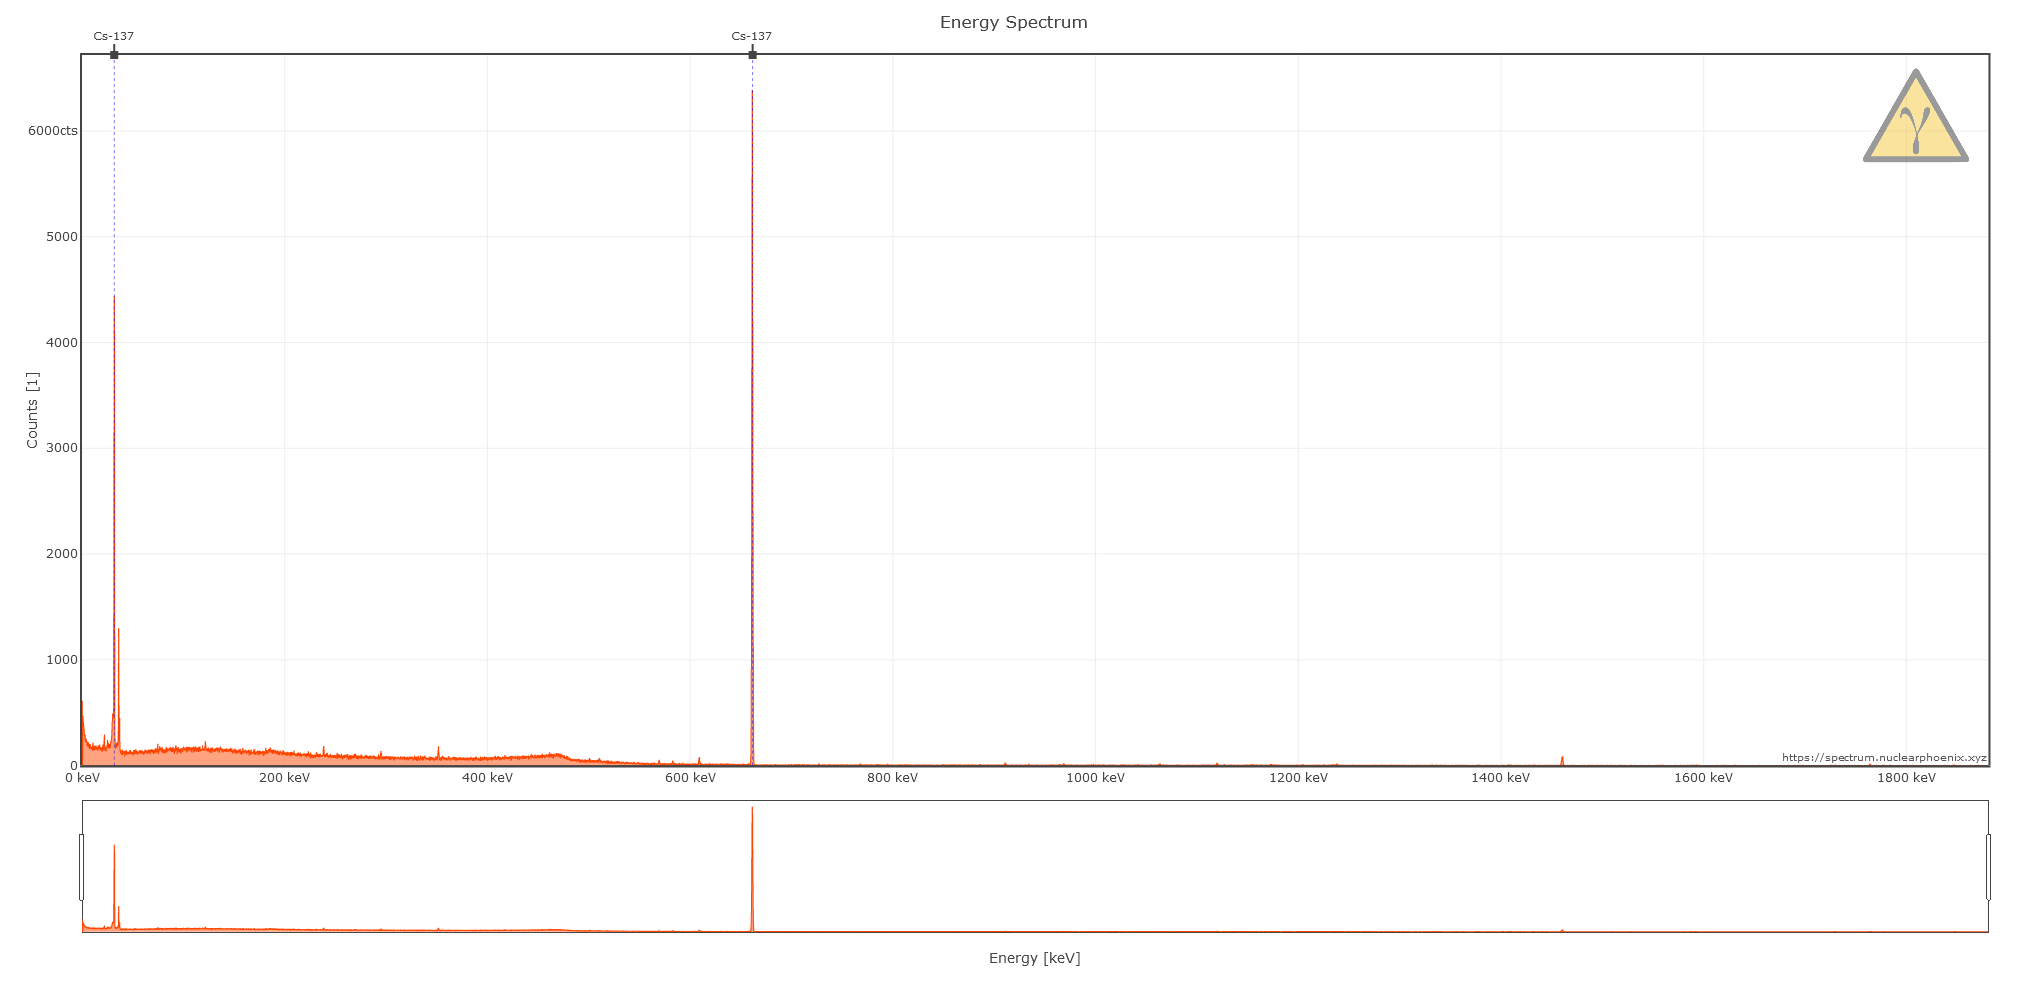 Energy Spectrum
Cs-137
Cs-137
γ
6000cts
5000
4000
3000
2000
1000
0
Counts [1]
https://spectrum.nuclearphoenix.xyz
0 keV
200 keV
400 keV
600 keV
800 keV
1000 keV
1200 keV
1400 keV
1600 keV
1800 keV
Energy [keV]